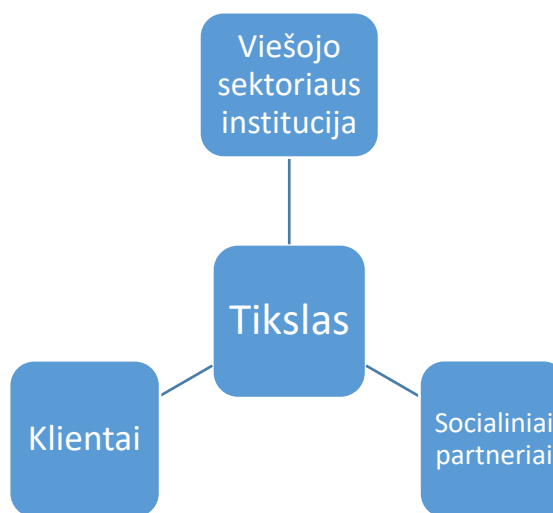 Viešojo
sektoriaus
institucija
Tikslas
Klientai
Socialiniai
partneriai